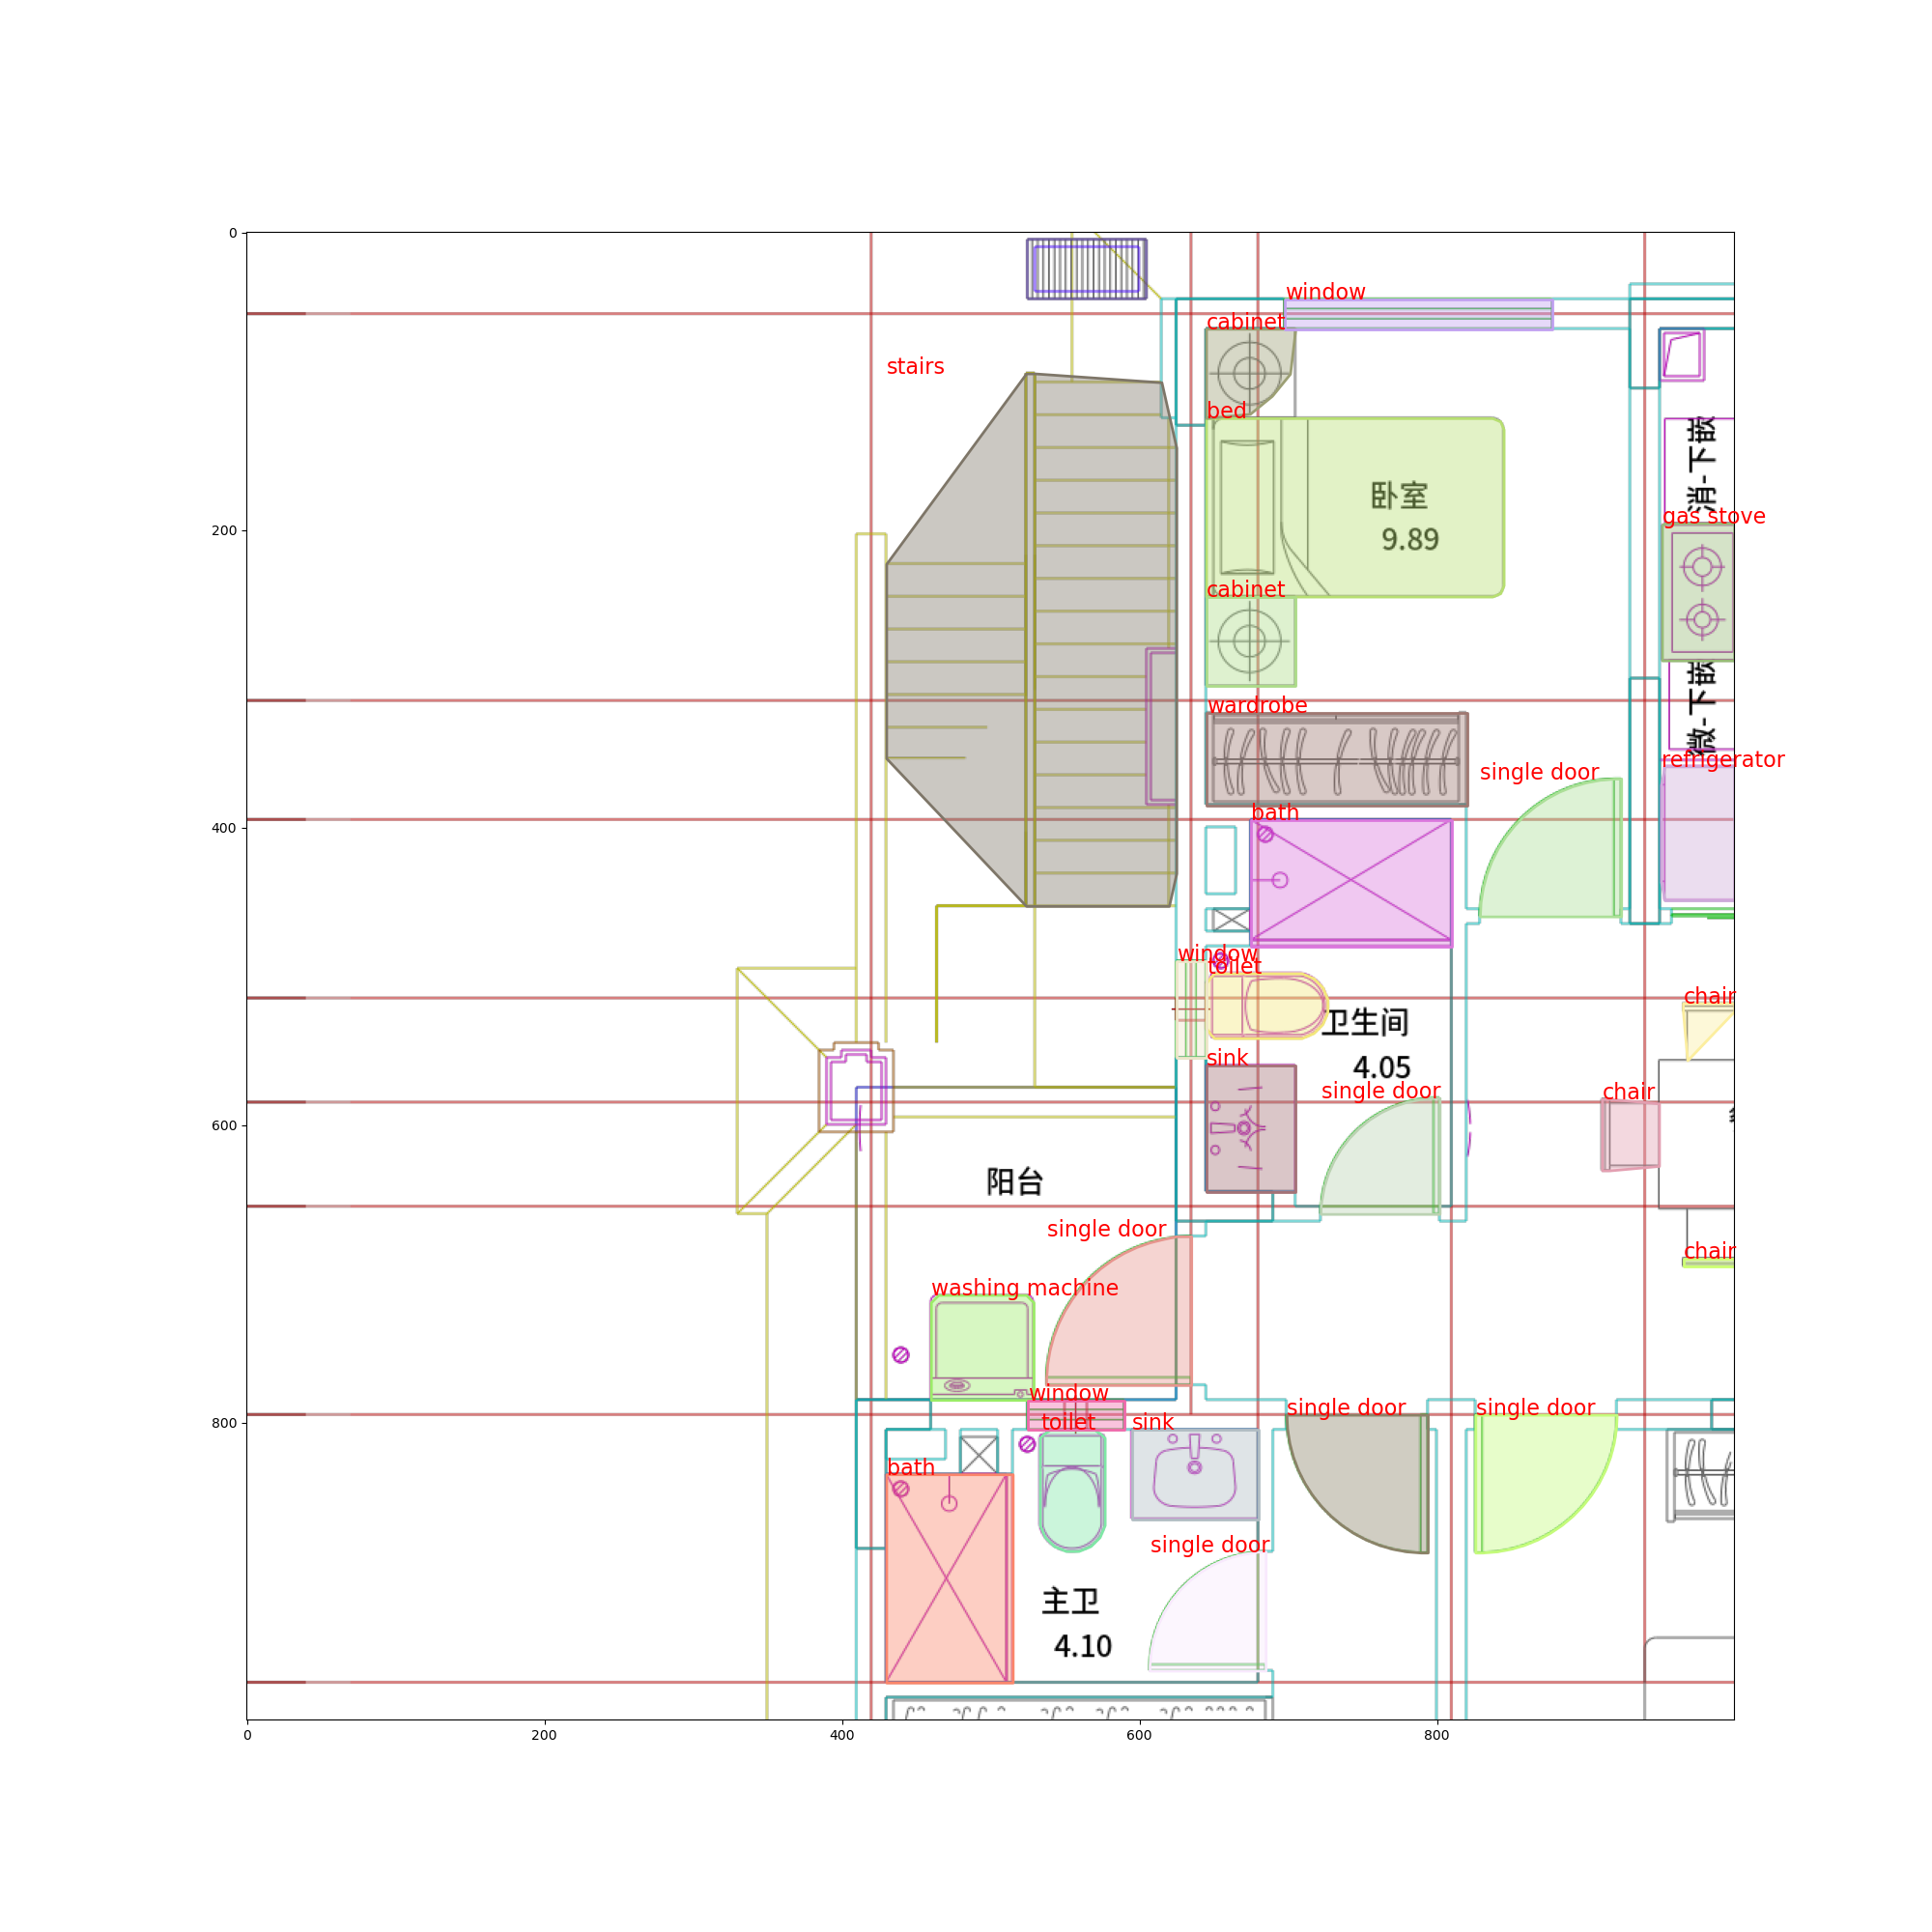 0
window
cabinet
stairs
bed
消-下嵌
卧室
200
gas stove
9.89
cabinet
微-下嵌
wardrobe
refrigerator
single door
bath
400
window
toilet
chair
卫生间
sink
4.05
single door
chair
600
阳台
single door
chair
washing machine
window
single door
single door
800
toilet
sink
bath
single door
主卫
4.10
0
200
400
600
800